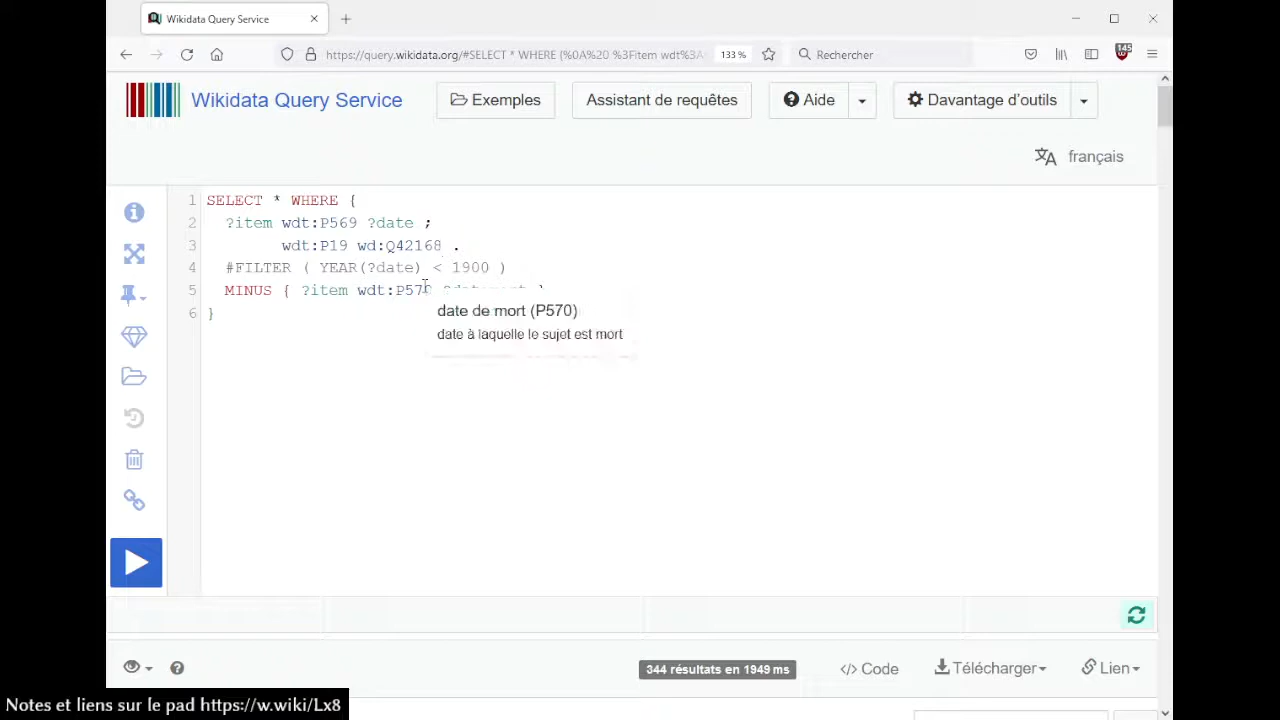 Wikidata Query Service
https://query.wikidata.org/#SELECT * WHERE {%0A%20 %3Fitem wdt%3A
133 %
Rechercher
145
Wikidata Query Service
Exemples
Assistant de requêtes
Aide
Davantage d'outils
français
1 SELECT * WHERE {
2 ?item wdt:P569 ?date ;
3 wdt:P19 wd:Q42168 .
4 #FILTER ( YEAR(?date) < 1900 )
5 MINUS { ?item wdt:P570 }
6 }
date de mort (P570)
date à laquelle le sujet est mort
344 résultats en 1949 ms
</> Code
Télécharger
Lien
Notes et liens sur le pad https://w.wiki/Lx8